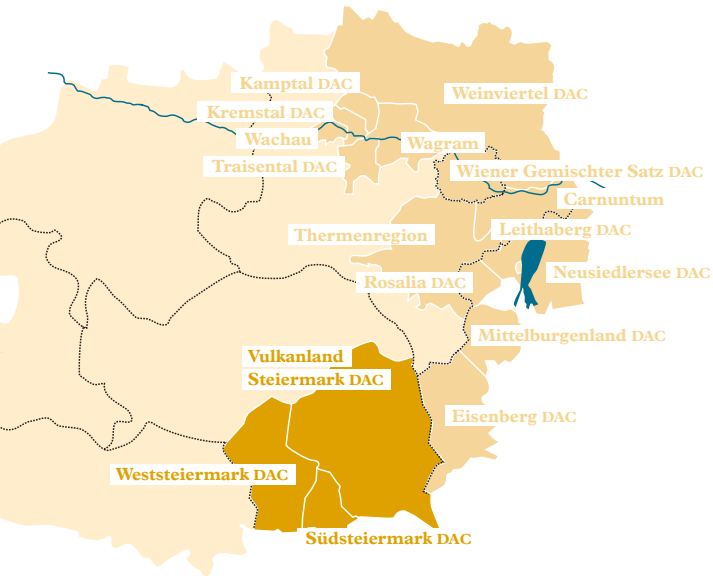 Kamptal DAC
Weinviertel DAC
Kremstal DAC
Wachau
Wagram
Traisental DAC
Wiener Gemischter Satz DAC
Carnuntum
Thermenregion
Leithaberg DAC
Neusiedlersee DAC
Rosalia DAC
Mittelburgenland DAC
Vulkanland
Steiermark DAC
Eisenberg DAC
Weststeiermark DAC
Südsteiermark DAC